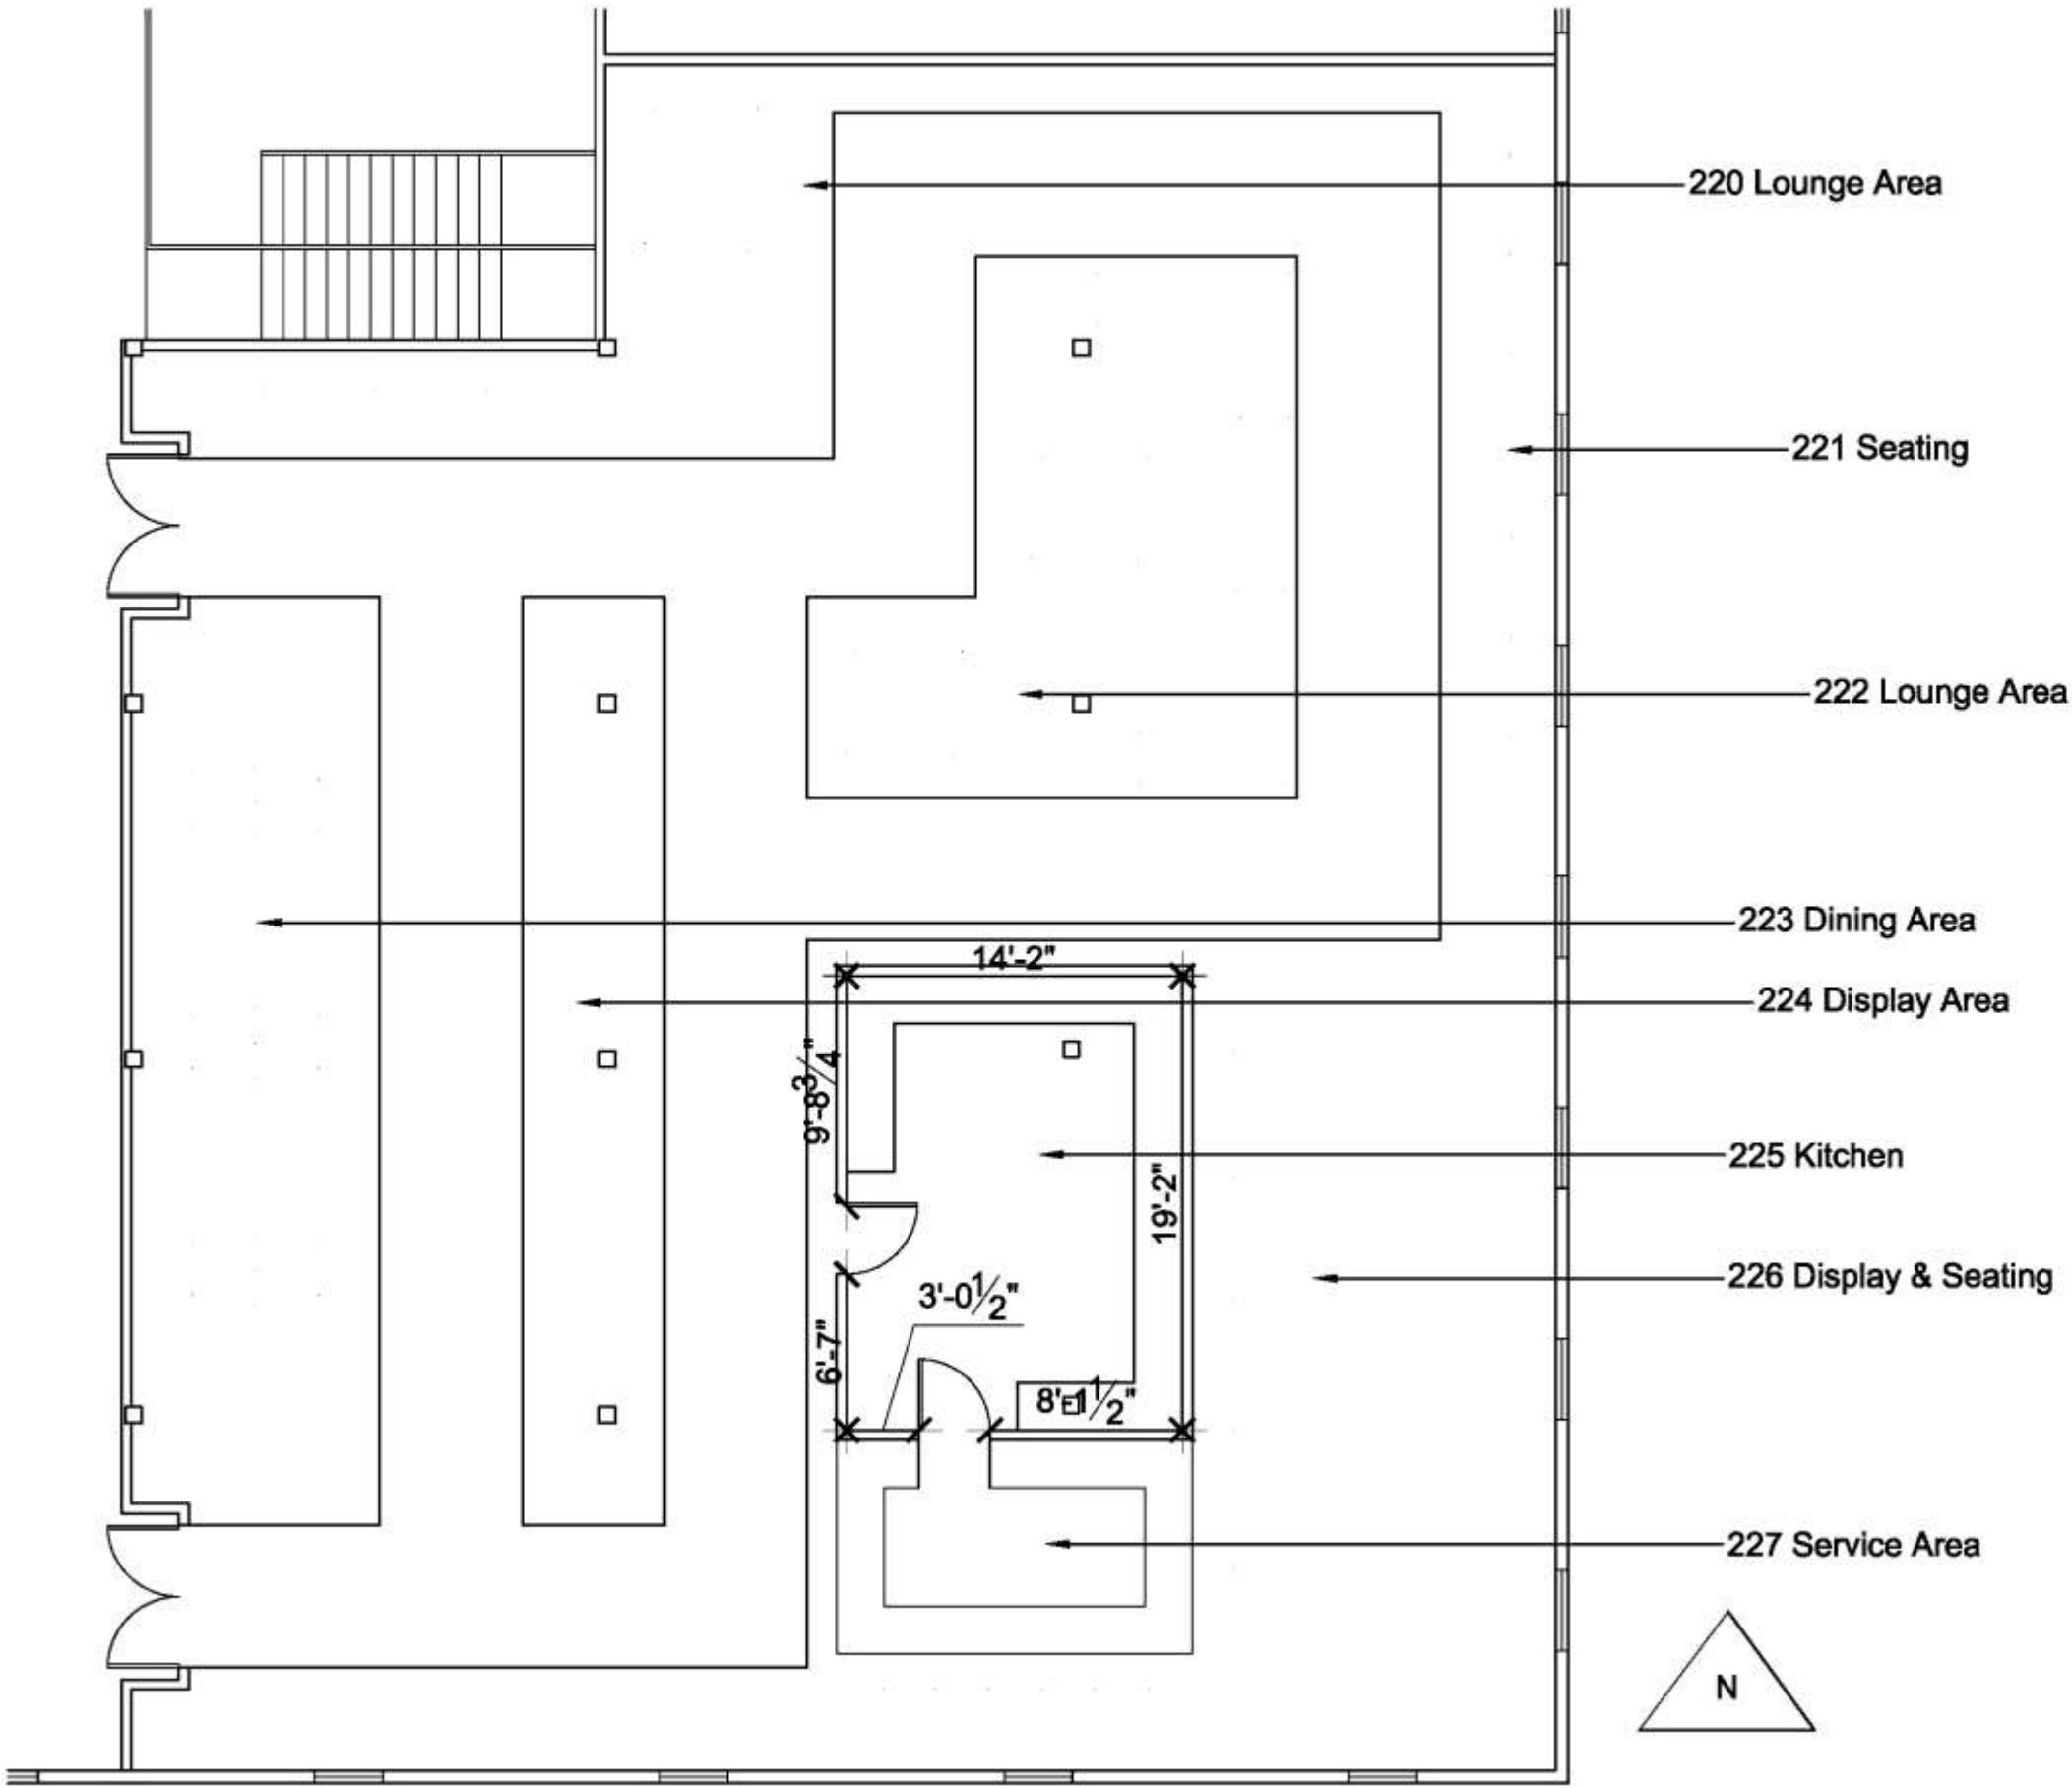 220 Lounge Area
221 Seating
222 Lounge Area
223 Dining Area
14'-2"
224 Display Area
9'-8 3/4"
225 Kitchen
19'-2"
226 Display & Seating
3'-0 1/2"
6'-7"
8'-1 1/2"
227 Service Area
N